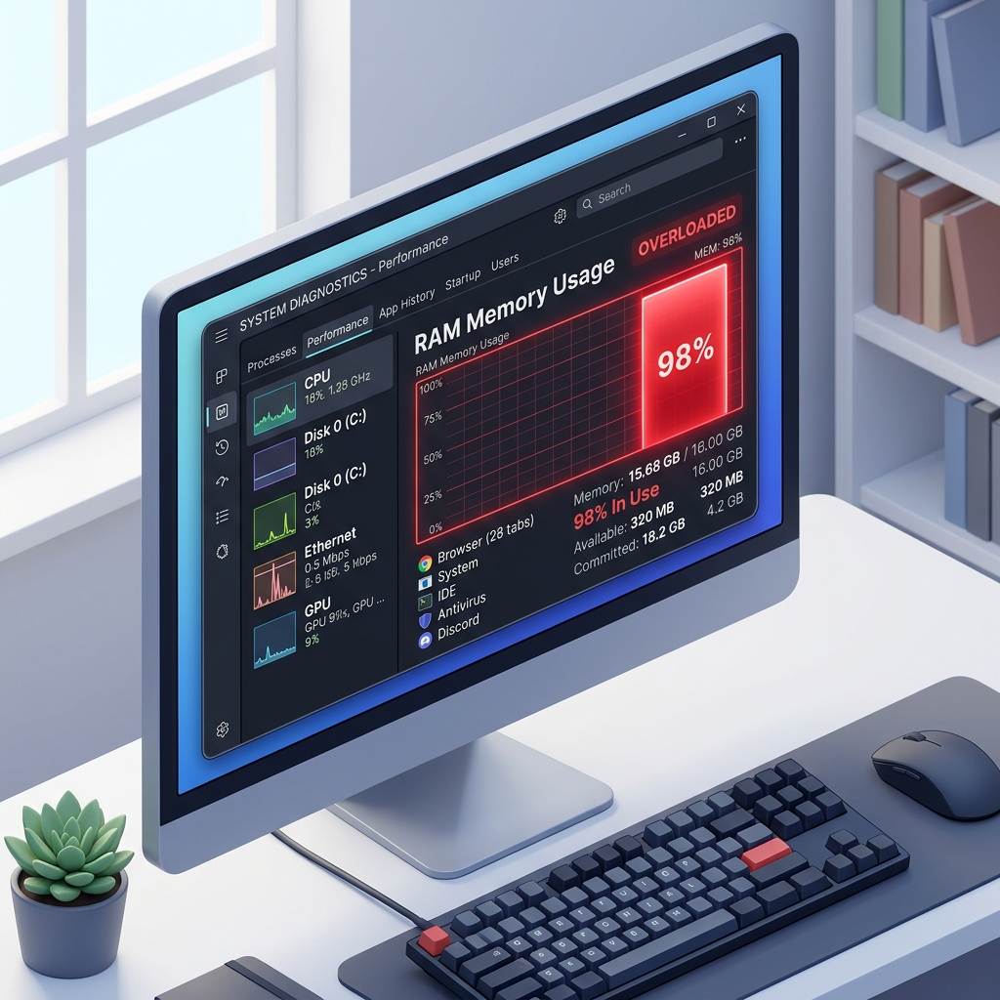 SYSTEM DIAGNOSTICS - Performance
Search
Processes
Performance
App History
Startup
Users
CPU
18%, 1.28 GHz
Disk 0 (C:)
18%
Disk 0 (C:)
3%
Ethernet
0.5 Mbps
5 Mbps
GPU
GPU
GPU ...
9%
RAM Memory Usage
OVERLOADED
RAM Memory Usage
MEM: 98%
100%
75%
50%
25%
0%
98%
Browser (28 tabs)
System
IDE
Antivirus
Discord
Memory: 15.68 GB / 16.00 GB
98% In Use
16.00 GB
Available: 320 MB
320 MB
Committed: 18.2 GB
4.2 GB